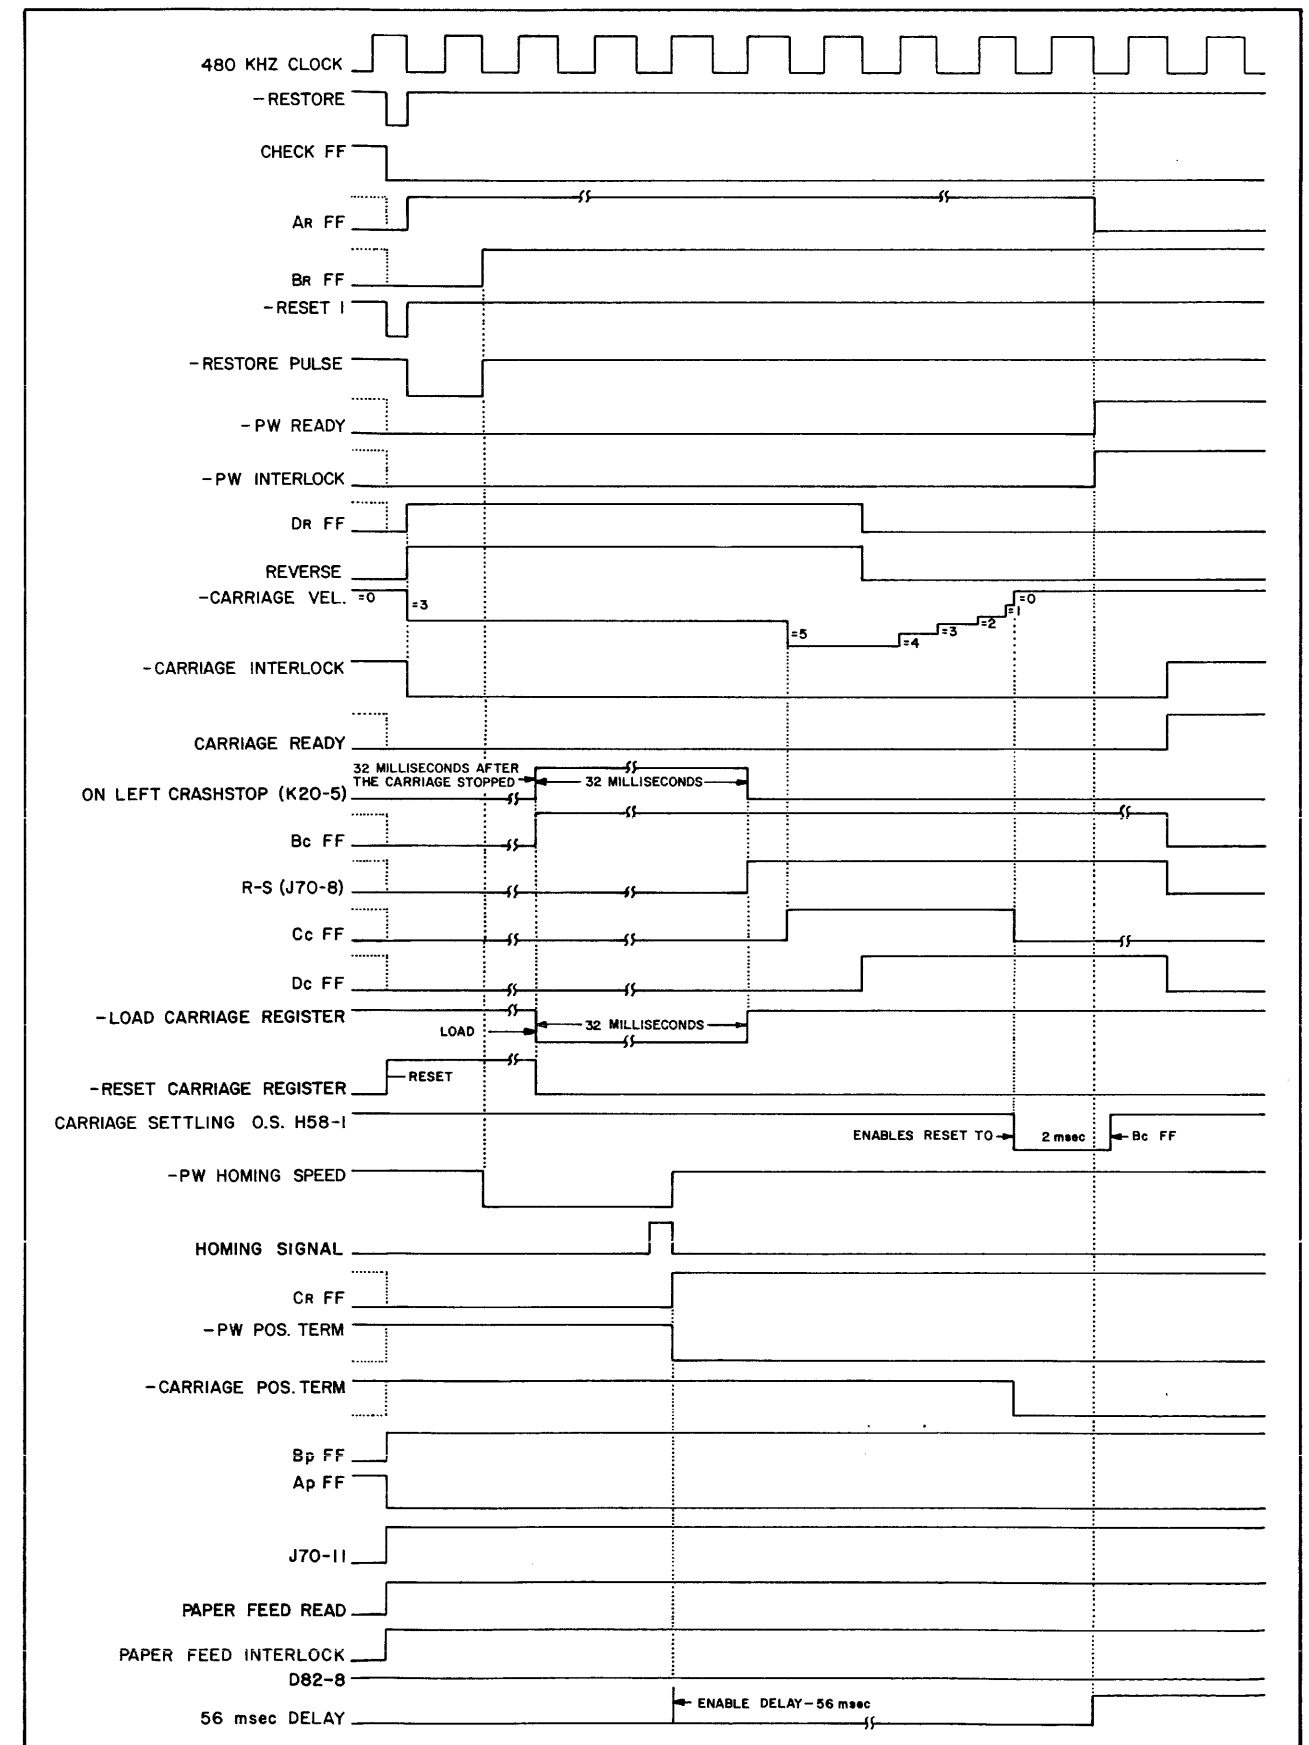 480 KHZ CLOCK
-RESTORE
CHECK FF
AR FF
BR FF
-RESET 1
-RESTORE PULSE
-PW READY
-PW INTERLOCK
DR FF
REVERSE
-CARRIAGE VEL. =0 =3 =5 =4 =3 =2 =1 =0
-CARRIAGE INTERLOCK
CARRIAGE READY
32 MILLISECONDS AFTER
THE CARRIAGE STOPPED 32 MILLISECONDS
ON LEFT CRASHSTOP (K20-5)
Bc FF
R-S (J70-8)
Cc FF
Dc FF
-LOAD CARRIAGE REGISTER
LOAD 32 MILLISECONDS
RESET
-RESET CARRIAGE REGISTER
CARRIAGE SETTLING O.S. H58-1
ENABLES RESET TO 2 msec Bc FF
-PW HOMING SPEED
HOMING SIGNAL
CR FF
-PW POS. TERM
-CARRIAGE POS. TERM
Bp FF
Ap FF
J70-11
PAPER FEED READ
PAPER FEED INTERLOCK
D82-8
ENABLE DELAY-56 msec
56 msec DELAY